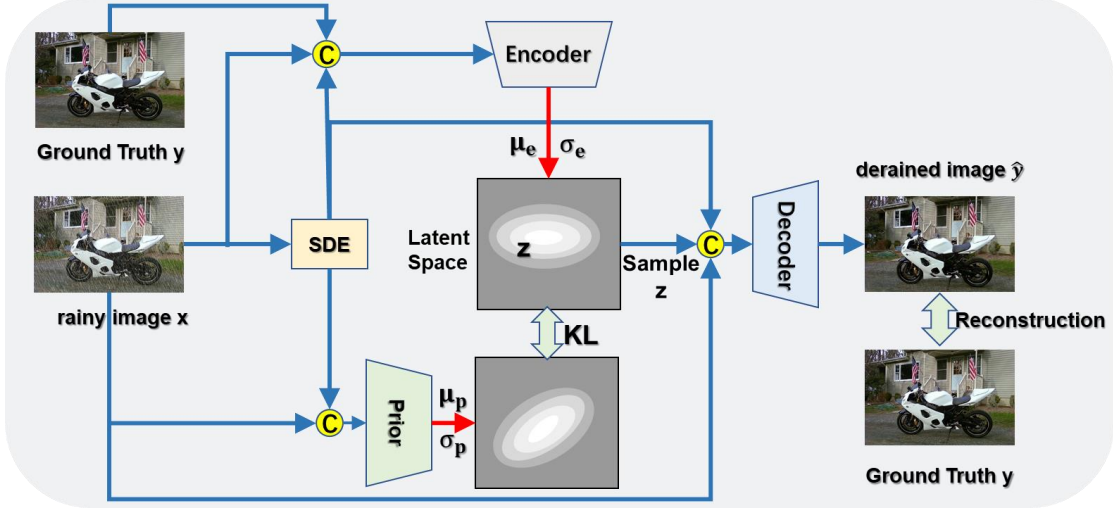 C
Encoder
Ground Truth y
μe
σe
derained image ŷ
SDE
Latent
Space
z
C
Decoder
Sample
z
rainy image x
KL
Reconstruction
C
Prior
μp
σp
Ground Truth y